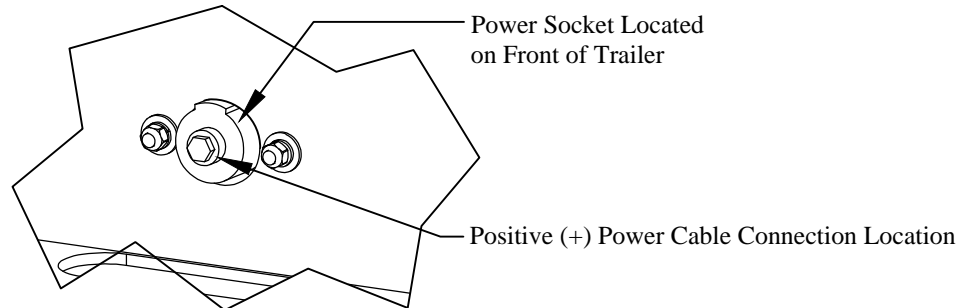 Power Socket Located
on Front of Trailer
Positive (+) Power Cable Connection Location